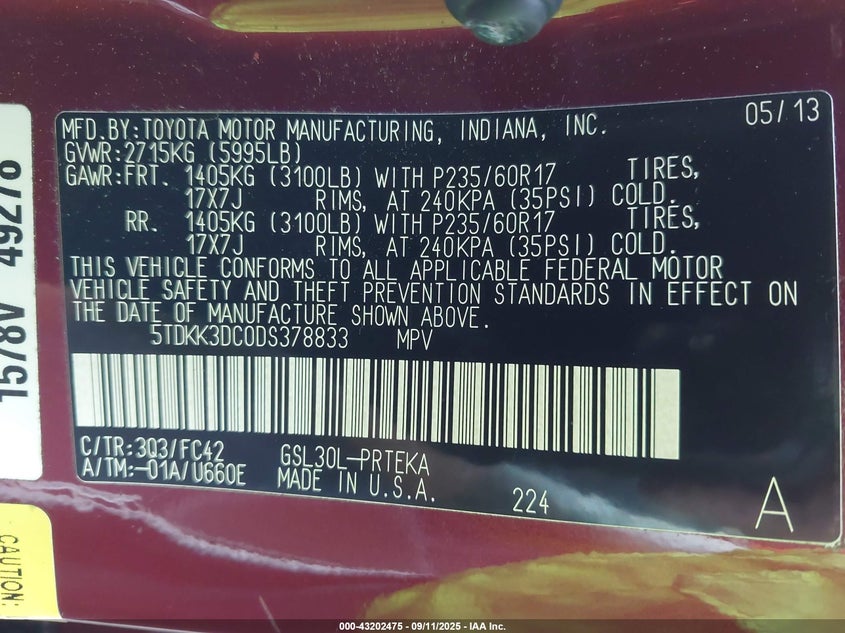 05/13
MFD.BY:TOYOTA MOTOR MANUFACTURING, INDIANA, INC.
GVWR:2715KG (5995LB)
GAWR:FRT. 1405KG (3100LB) WITH P235/60R17 TIRES,
17X7J RIMS, AT 240KPA (35PSI) COLD.
RR. 1405KG (3100LB) WITH P235/60R17 TIRES,
17X7J RIMS, AT 240KPA (35PSI) COLD.
THIS VEHICLE CONFORMS TO ALL APPLICABLE FEDERAL MOTOR
VEHICLE SAFETY AND THEFT PREVENTION STANDARDS IN EFFECT ON
THE DATE OF MANUFACTURE SHOWN ABOVE.
5TDKK3DC0DS378833 MPV
C/TR:3Q3/FC42 GSL30L-PRTEKA
A/TM:-01A/U660E MADE IN U.S.A.
224
A
1578V 49278
CAUTION:
000-43202475 - 09/11/2025 - IAA Inc.